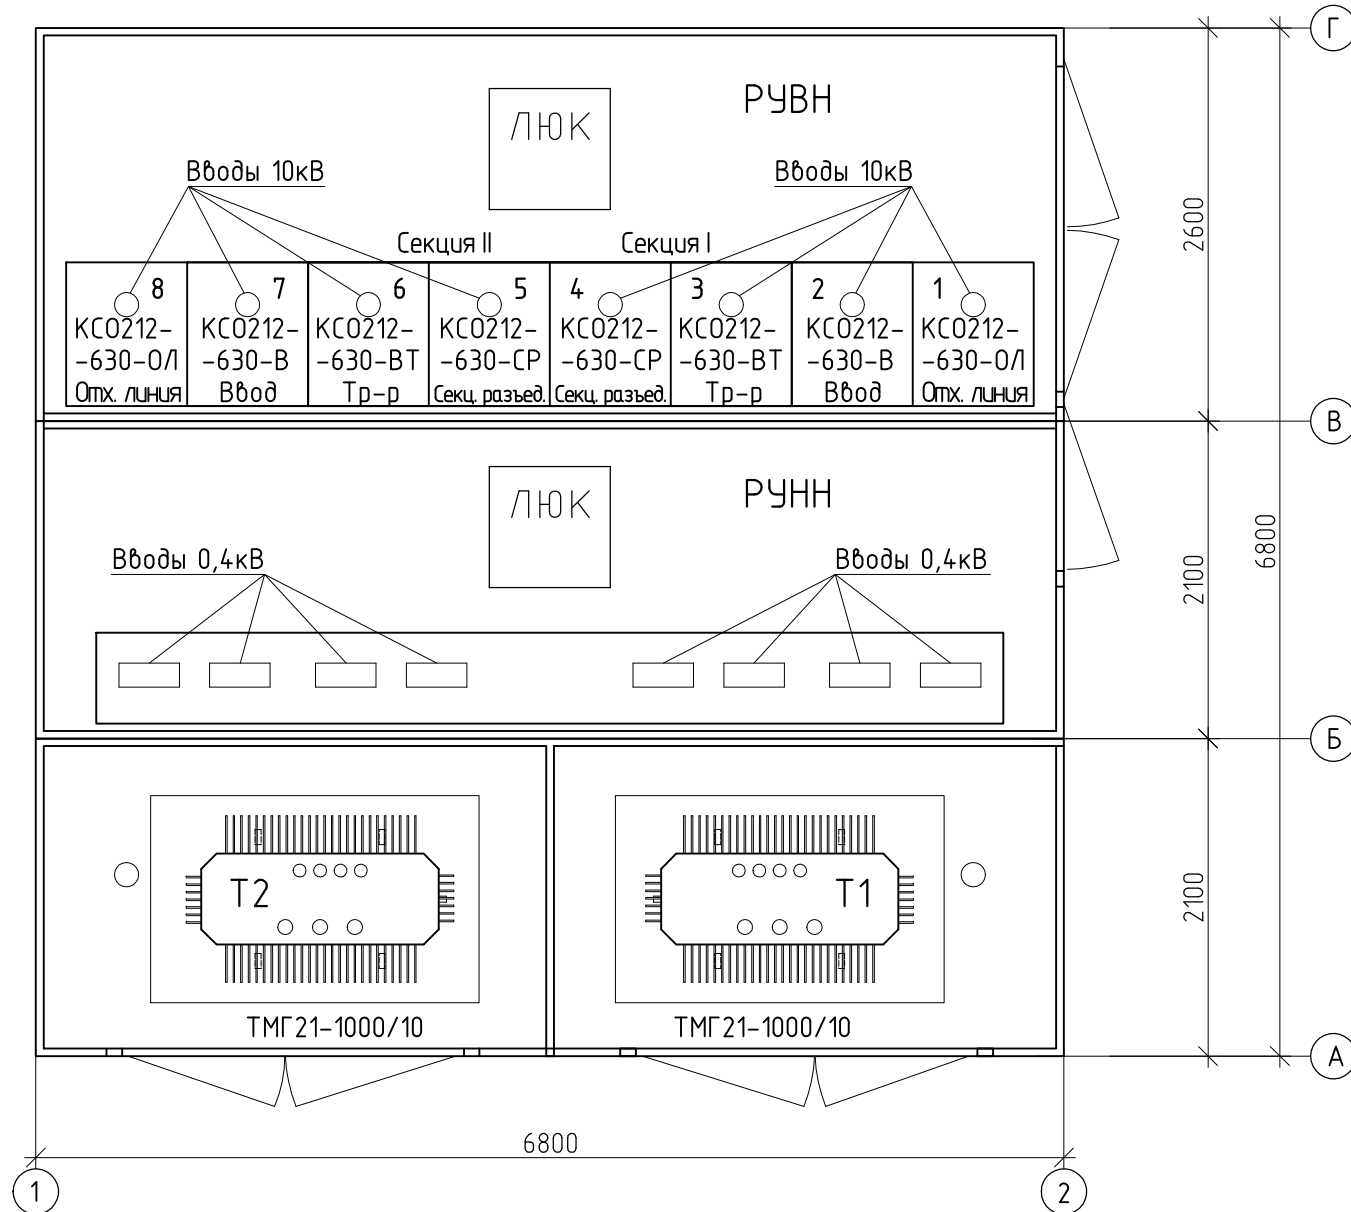 Г
РУВН
ЛЮК
Вводы 10кВ
Вводы 10кВ
2600
Секция II
Секция I
8
7
6
5
4
3
2
1
КСО212-
-630-ОЛ
Отх. линия
КСО212-
-630-В
Ввод
КСО212-
-630-ВТ
Тр-р
КСО212-
-630-СР
Секц. разъед.
КСО212-
-630-СР
Секц. разъед.
КСО212-
-630-ВТ
Тр-р
КСО212-
-630-В
Ввод
КСО212-
-630-ОЛ
Отх. линия
В
ЛЮК
РУНН
6800
Вводы 0,4кВ
Вводы 0,4кВ
2100
Б
Т2
Т1
2100
ТМГ21-1000/10
ТМГ21-1000/10
А
6800
1
2